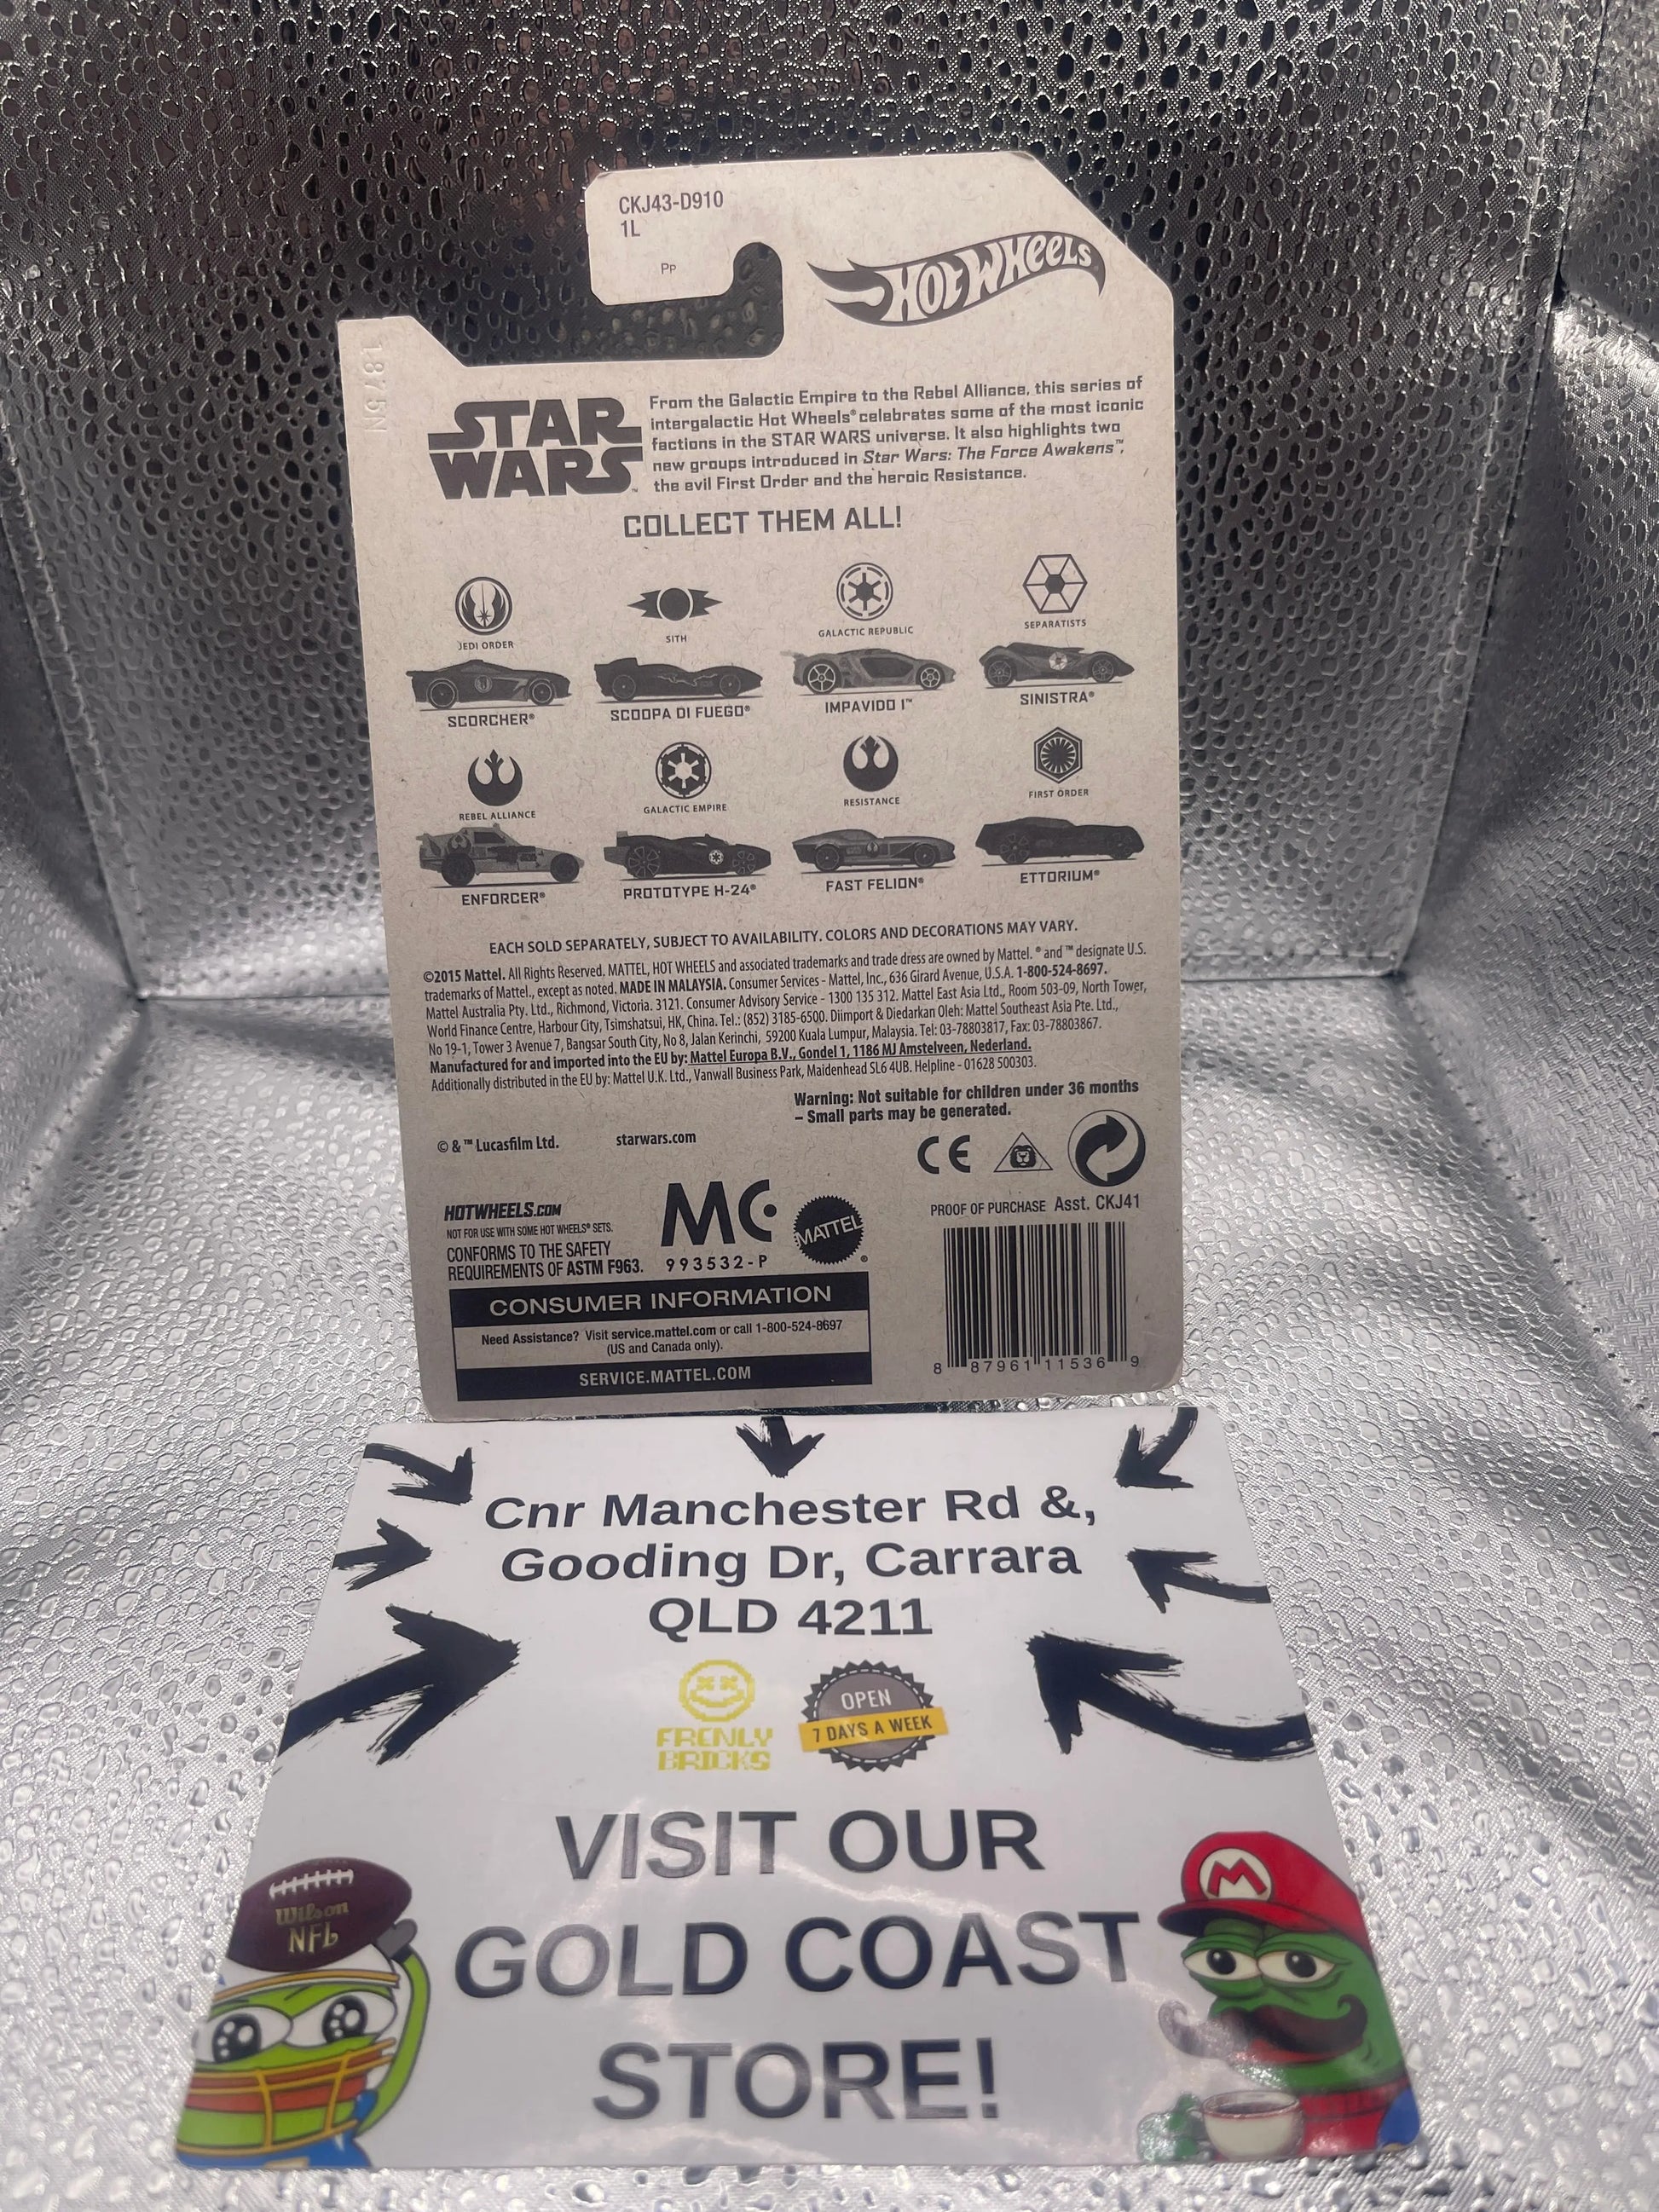 CKJ43-D910
1L
PP
HOT WHEELS
1875N
STAR
WARS™
From the Galactic Empire to the Rebel Alliance, this series of
intergalactic Hot Wheels® celebrates some of the most iconic
factions in the STAR WARS universe. It also highlights two
new groups introduced in Star Wars: The Force Awakens™,
the evil First Order and the heroic Resistance.
COLLECT THEM ALL!
JEDI ORDER
SITH
GALACTIC REPUBLIC
SEPARATISTS
SCORCHER®
SCOOPA DI FUEGO®
IMPAVIDO 1™
SINISTRA®
REBEL ALLIANCE
GALACTIC EMPIRE
RESISTANCE
FIRST ORDER
ENFORCER®
PROTOTYPE H-24®
FAST FELION®
ETTORIUM®
EACH SOLD SEPARATELY, SUBJECT TO AVAILABILITY. COLORS AND DECORATIONS MAY VARY.
©2015 Mattel. All Rights Reserved. MATTEL, HOT WHEELS and associated trademarks and trade dress are owned by Mattel. ® and ™ designate U.S.
trademarks of Mattel., except as noted. MADE IN MALAYSIA. Consumer Services - Mattel, Inc., 636 Girard Avenue, U.S.A. 1-800-524-8697.
Mattel Australia Pty. Ltd., Richmond, Victoria. 3121. Consumer Advisory Service - 1300 135 312. Mattel East Asia Ltd., Room 503-09, North Tower,
World Finance Centre, Harbour City, Tsimshatsui, HK, China. Tel.: (852) 3185-6500. Diimport & Diedarkan Oleh: Mattel Southeast Asia Pte. Ltd.,
No 19-1, Tower 3 Avenue 7, Bangsar South City, No 8, Jalan Kerinchi, 59200 Kuala Lumpur, Malaysia. Tel: 03-78803817, Fax: 03-78803867.
Manufactured for and imported into the EU by: Mattel Europa B.V., Gondel 1, 1186 MJ Amstelveen, Nederland.
Additionally distributed in the EU by: Mattel U.K. Ltd., Vanwall Business Park, Maidenhead SL6 4UB. Helpline - 01628 500303.
Warning: Not suitable for children under 36 months
– Small parts may be generated.
© & ™ Lucasfilm Ltd.
starwars.com
CE
HOTWHEELS.COM
NOT FOR USE WITH SOME HOT WHEELS® SETS.
CONFORMS TO THE SAFETY
REQUIREMENTS OF ASTM F963.
MC
993532-P
MATTEL®
PROOF OF PURCHASE Asst. CKJ41
CONSUMER INFORMATION
Need Assistance? Visit service.mattel.com or call 1-800-524-8697
(US and Canada only).
SERVICE.MATTEL.COM
8 87961 11536 9
Cnr Manchester Rd &,
Gooding Dr, Carrara
QLD 4211
FRENLY
BRICKS
OPEN
7 DAYS A WEEK
VISIT OUR
GOLD COAST
STORE!
Wilson
NFL
M